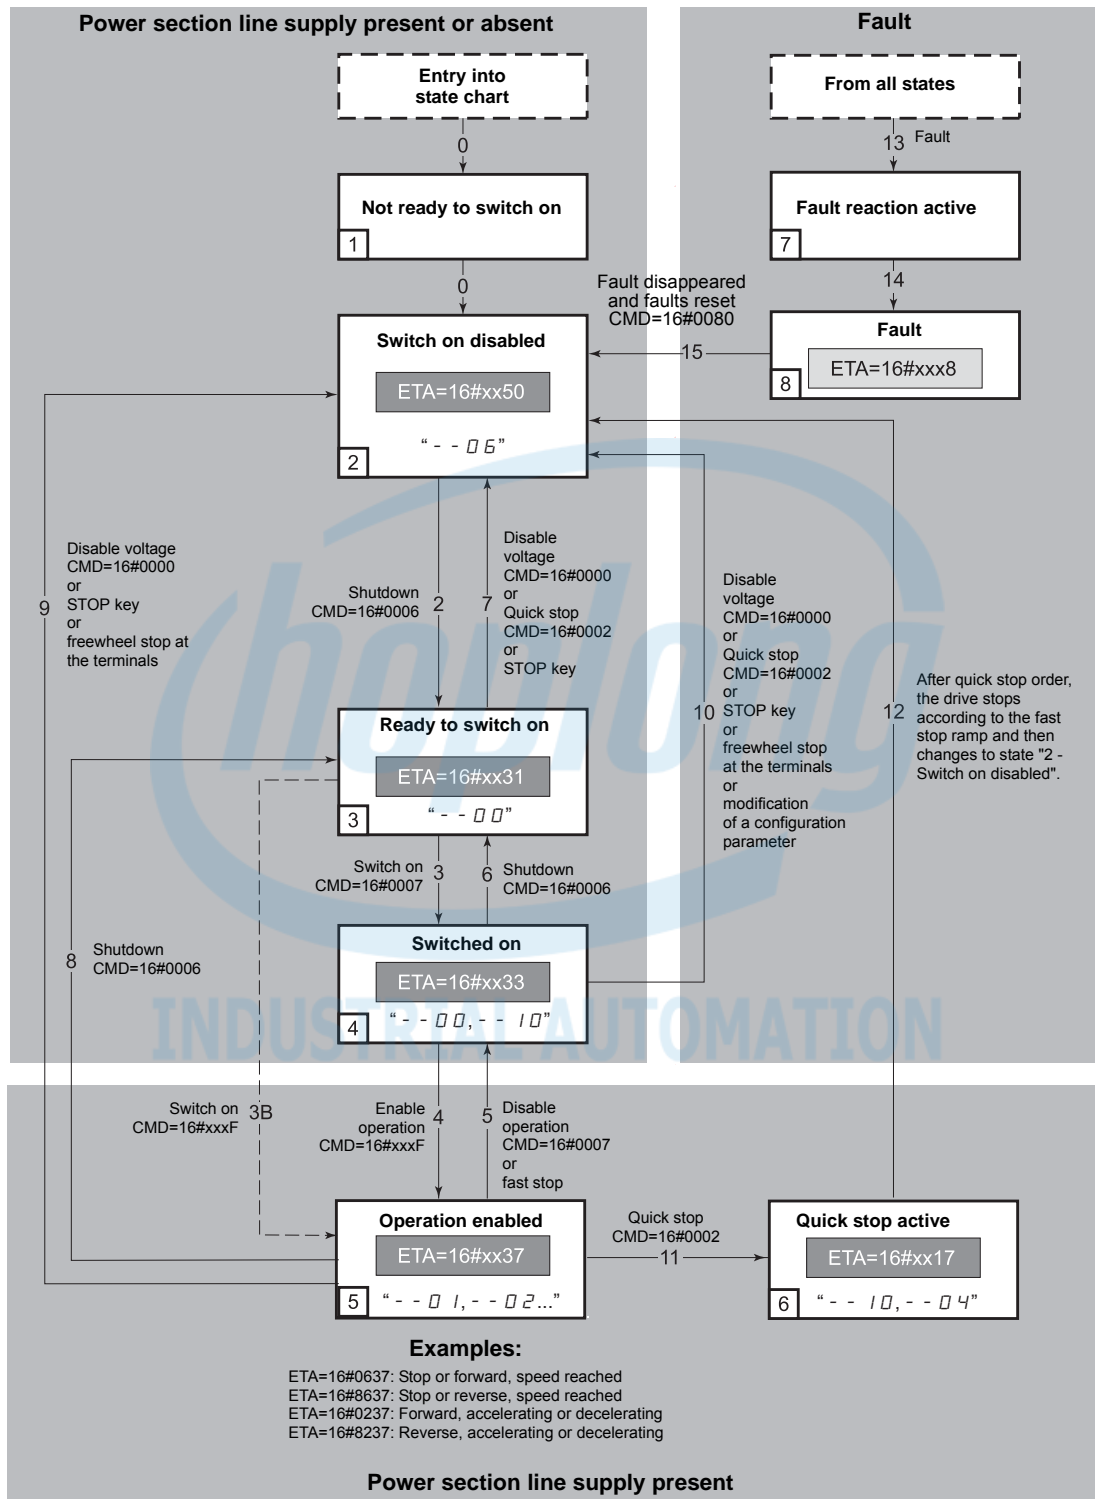 Power section line supply present or absent
Fault
Entry into
state chart
From all states
0
13 Fault
Not ready to switch on
1
Fault reaction active
7
0
14
Fault disappeared
and faults reset
CMD=16#0080
15
Switch on disabled
ETA=16#xx50
“- - 06”
2
Fault
ETA=16#xxx8
8
Disable voltage
CMD=16#0000
or
STOP key
or
freewheel stop at
the terminals
9
Shutdown
CMD=16#0006
2
7
Disable
voltage
CMD=16#0000
or
Quick stop
CMD=16#0002
or
STOP key
Disable
voltage
CMD=16#0000
or
Quick stop
CMD=16#0002
or
STOP key
or
freewheel stop
at the terminals
or
modification
of a configuration
parameter
10
12
After quick stop order,
the drive stops
according to the fast
stop ramp and then
changes to state "2 -
Switch on disabled".
hoplong
INDUSTRIAL AUTOMATION
Ready to switch on
ETA=16#xx31
“- - 00”
3
Switch on
CMD=16#0007
3
6
Shutdown
CMD=16#0006
8
Shutdown
CMD=16#0006
Switched on
ETA=16#xx33
“- - 00, - - 10”
4
Switch on
CMD=16#xxxF
3B
Enable
operation
CMD=16#xxxF
4
5
Disable
operation
CMD=16#0007
or
fast stop
Operation enabled
ETA=16#xx37
“- - 01, - - 02...”
5
Quick stop
CMD=16#0002
11
Quick stop active
ETA=16#xx17
“- - 10, - - 04”
6
Examples:
ETA=16#0637: Stop or forward, speed reached
ETA=16#8637: Stop or reverse, speed reached
ETA=16#0237: Forward, accelerating or decelerating
ETA=16#8237: Reverse, accelerating or decelerating
Power section line supply present